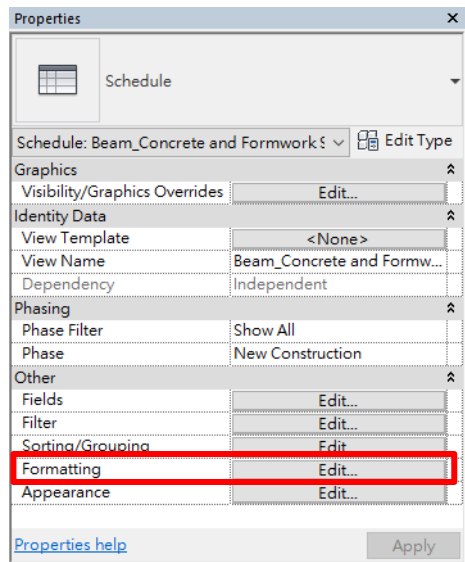 Properties
Schedule
Schedule: Beam_Concrete and Formwork S Edit Type
Graphics
Visibility/Graphics Overrides Edit...
Identity Data
View Template <None>
View Name Beam_Concrete and Formw...
Dependency Independent
Phasing
Phase Filter Show All
Phase New Construction
Other
Fields Edit...
Filter Edit...
Sorting/Grouping Edit...
Formatting Edit...
Appearance Edit...
Properties help Apply